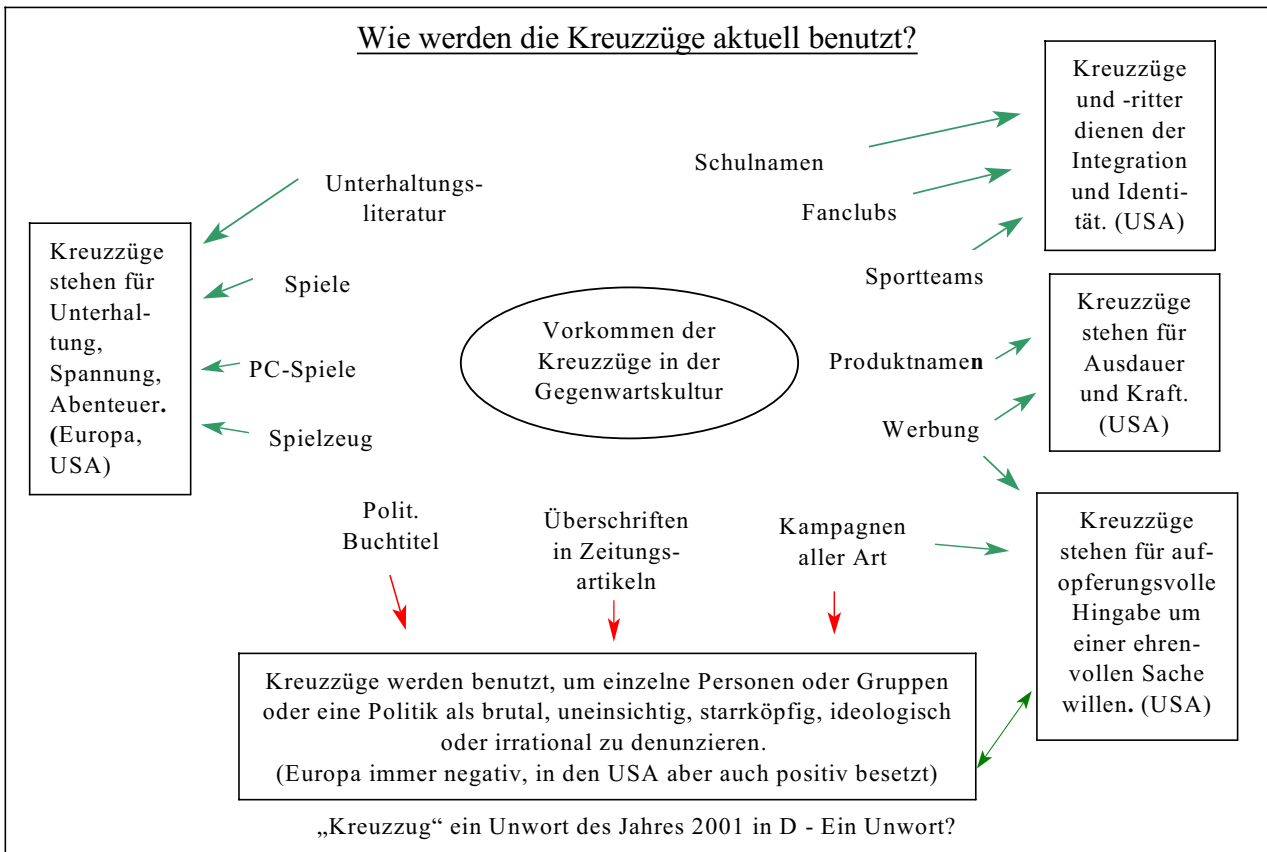 Wie werden die Kreuzzüge aktuell benutzt?
Kreuzzüge
und -ritter
dienen der
Integration
und Identi-
tät. (USA)
Schulnamen
Fanclubs
Sportteams
Unterhaltungs-
literatur
Spiele
PC-Spiele
Spielzeug
Kreuzzüge
stehen für
Unterhal-
tung,
Spannung,
Abenteuer.
(Europa,
USA)
Vorkommen der
Kreuzzüge in der
Gegenwartskultur
Produktnamen
Werbung
Kreuzzüge
stehen für
Ausdauer
und Kraft.
(USA)
Polit.
Buchtitel
Überschriften
in Zeitungs-
artikeln
Kampagnen
aller Art
Kreuzzüge
stehen für auf-
opferungsvolle
Hingabe um
einer ehren-
vollen Sache
willen. (USA)
Kreuzzüge werden benutzt, um einzelne Personen oder Gruppen
oder eine Politik als brutal, uneinsichtig, starrköpfig, ideologisch
oder irrational zu denunzieren.
(Europa immer negativ, in den USA aber auch positiv besetzt)
„Kreuzzug“ ein Unwort des Jahres 2001 in D - Ein Unwort?